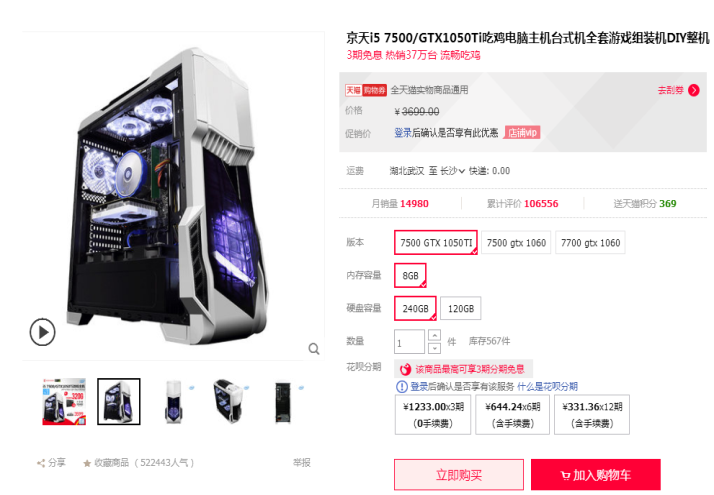 京天i5 7500/GTX1050Ti吃鸡电脑主机台式机全套游戏组装机DIY整机
3期免息 热销37万台 流畅吃鸡
天猫 购物券 全天猫实物商品通用 去刮券
价格 ¥ 3699.00
促销价 登录后确认是否享有此优惠 店铺vip
运费 湖北武汉 至 长沙 快递: 0.00
月销量 14980 累计评价 106556 送天猫积分 369
版本 7500 GTX 1050TI 7500 gtx 1060 7700 gtx 1060
内存容量 8GB
硬盘容量 240GB 120GB
数量 1 件 库存567件
花呗分期 该商品最高可享3期分期免息
登录后确认是否享有该服务 什么是花呗分期
¥1233.00x3期 ¥644.24x6期 ¥331.36x12期
(0手续费) (含手续费) (含手续费)
分享 收藏商品 (522443人气) 举报
立即购买 加入购物车